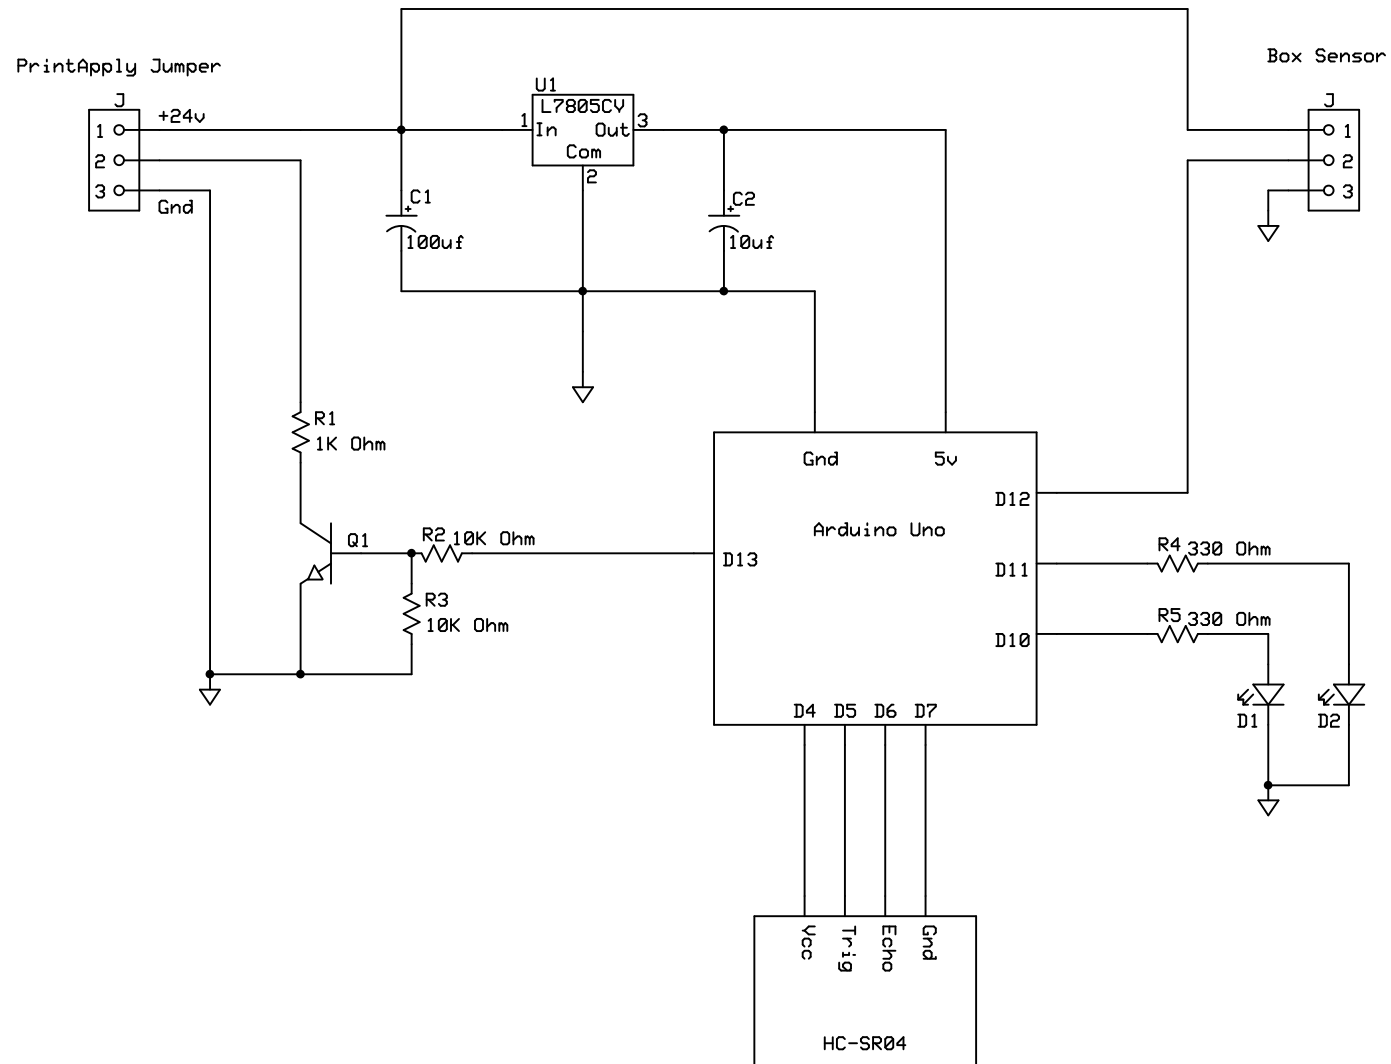 PrintApply Jumper
J
1
2
3
+24v
Gnd
U1
L7805CV
1
In
Out
3
Com
2
+
C1
100uf
+
C2
10uf
Box Sensor
J
1
2
3
R1
1K Ohm
Q1
R2 10K Ohm
R3
10K Ohm
Gnd
5v
Arduino Uno
D13
D12
D11
D10
D4 D5 D6 D7
R4 330 Ohm
R5 330 Ohm
D1
D2
Vcc
Trig
Echo
Gnd
HC-SR04